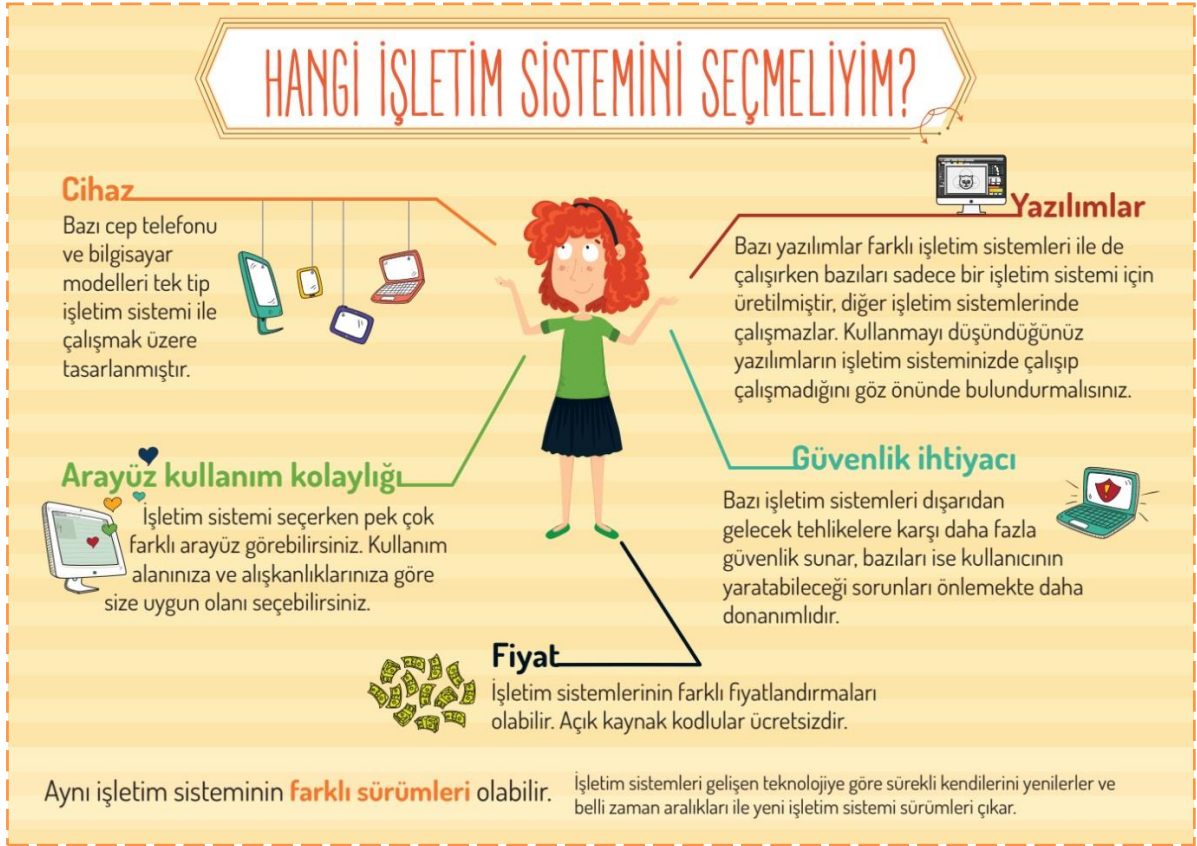 HANGİ İŞLETİM SİSTEMİNİ SEÇMELİYİM?
Cihaz
Bazı cep telefonu
ve bilgisayar
modelleri tek tip
işletim sistemi ile
çalışmak üzere
tasarlanmıştır.
Yazılımlar
Bazı yazılımlar farklı işletim sistemleri ile de
çalışırken bazıları sadece bir işletim sistemi için
üretilmiştir, diğer işletim sistemlerinde
çalışmazlar. Kullanmayı düşündüğünüz
yazılımların işletim sisteminizde çalışıp
çalışmadığını göz önünde bulundurmalısınız.
Arayüz kullanım kolaylığı
İşletim sistemi seçerken pek çok
farklı arayüz görebilirsiniz. Kullanım
alanınıza ve alışkanlıklarınıza göre
size uygun olanı seçebilirsiniz.
Güvenlik ihtiyacı
Bazı işletim sistemleri dışarıdan
gelecek tehlikelere karşı daha fazla
güvenlik sunar, bazıları ise kullanıcının
yaratabileceği sorunları önlemekte daha
donanımlıdır.
Fiyat
İşletim sistemlerinin farklı fiyatlandırmaları
olabilir. Açık kaynak kodlular ücretsizdir.
Aynı işletim sisteminin farklı sürümleri olabilir.
İşletim sistemleri gelişen teknolojiye göre sürekli kendilerini yenilerler ve
belli zaman aralıkları ile yeni işletim sistemi sürümleri çıkar.